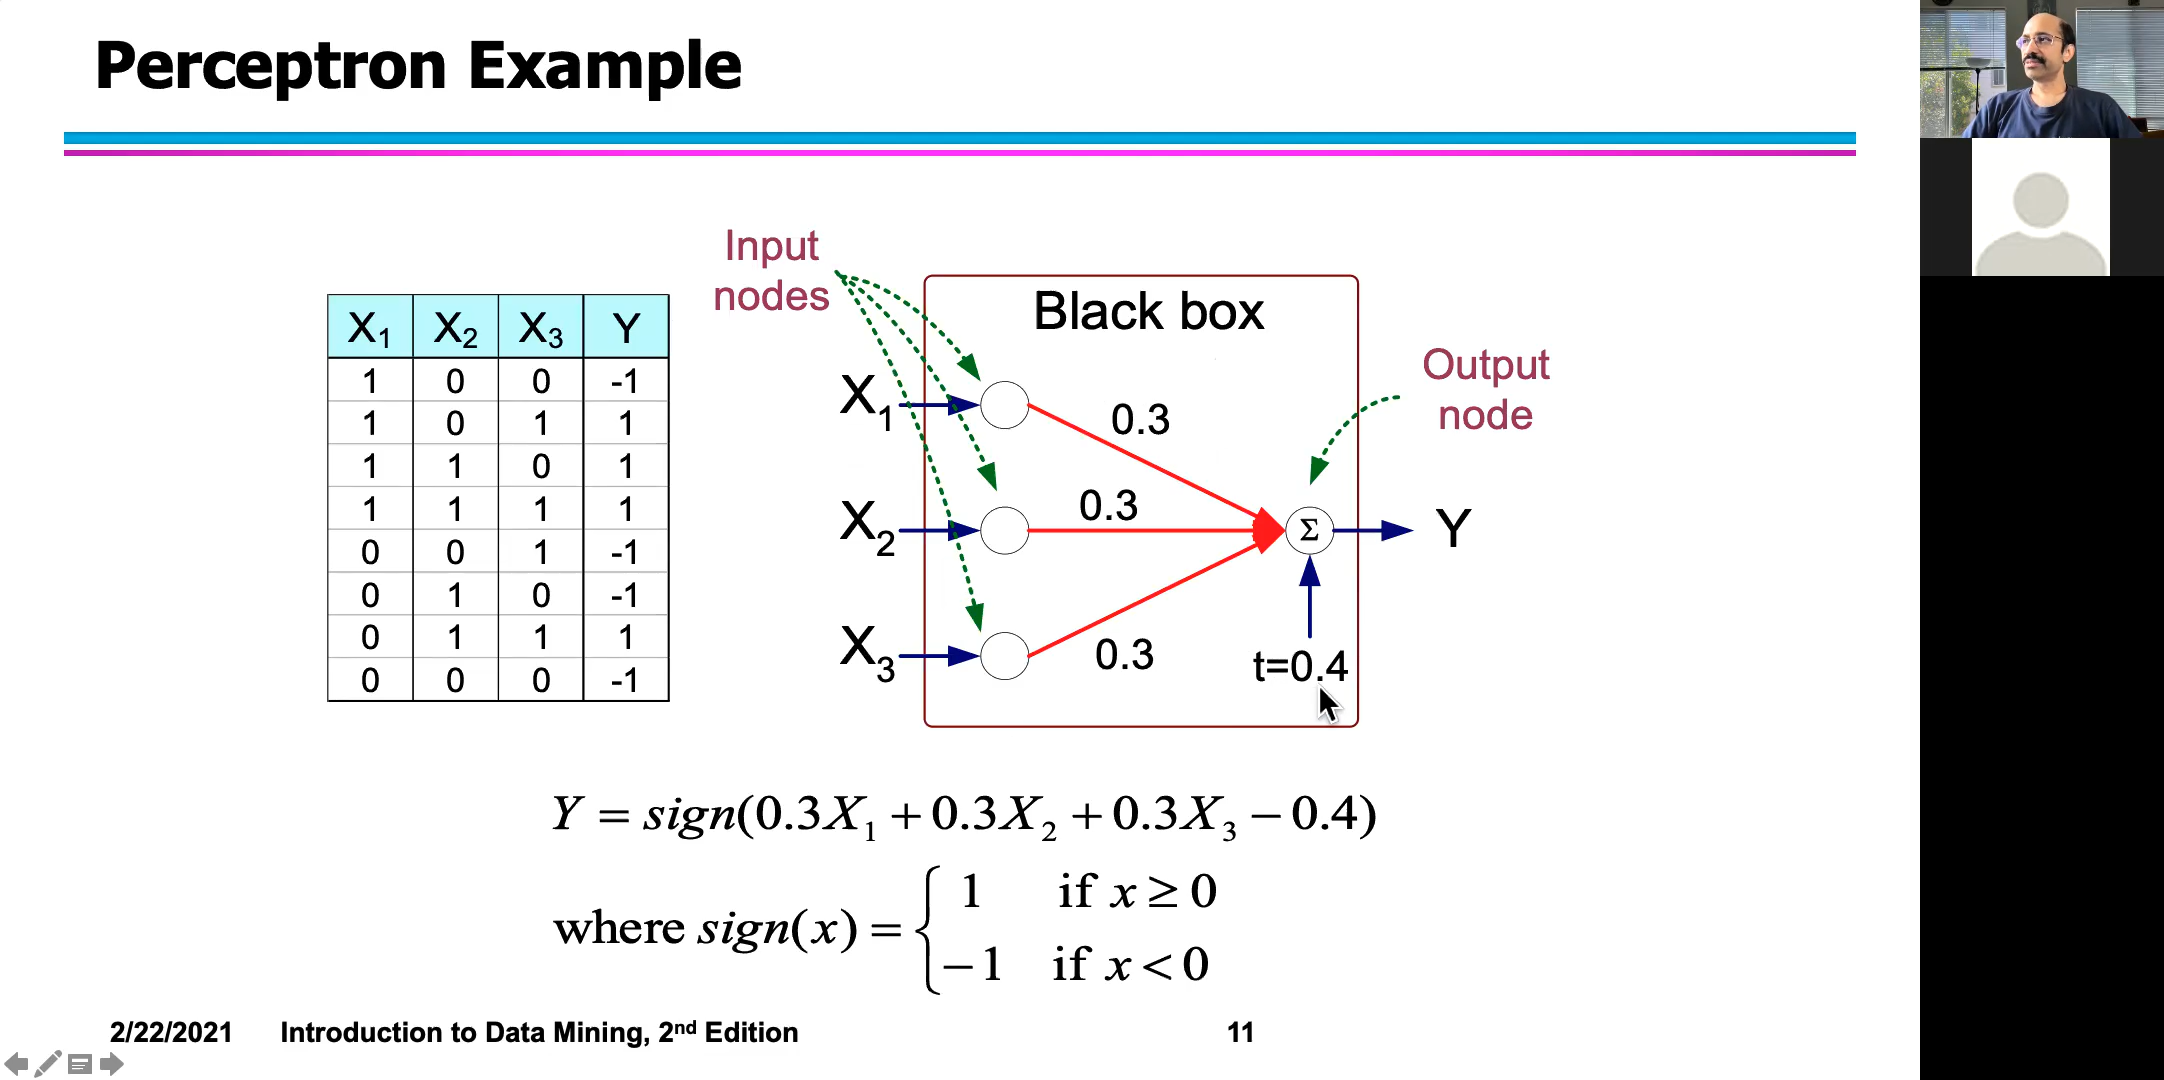 Perceptron Example
X1 X2 X3 Y
1 0 0 -1
1 0 1 1
1 1 0 1
1 1 1 1
0 0 1 -1
0 1 0 -1
0 1 1 1
0 0 0 -1
Input
nodes
Black box
Output
node
X1
0.3
X2
0.3
Σ
Y
X3
0.3
t=0.4
Y = sign(0.3X1 + 0.3X2 + 0.3X3 − 0.4)
where sign(x) = { 1 if x ≥ 0
−1 if x < 0
2/22/2021 Introduction to Data Mining, 2nd Edition 11